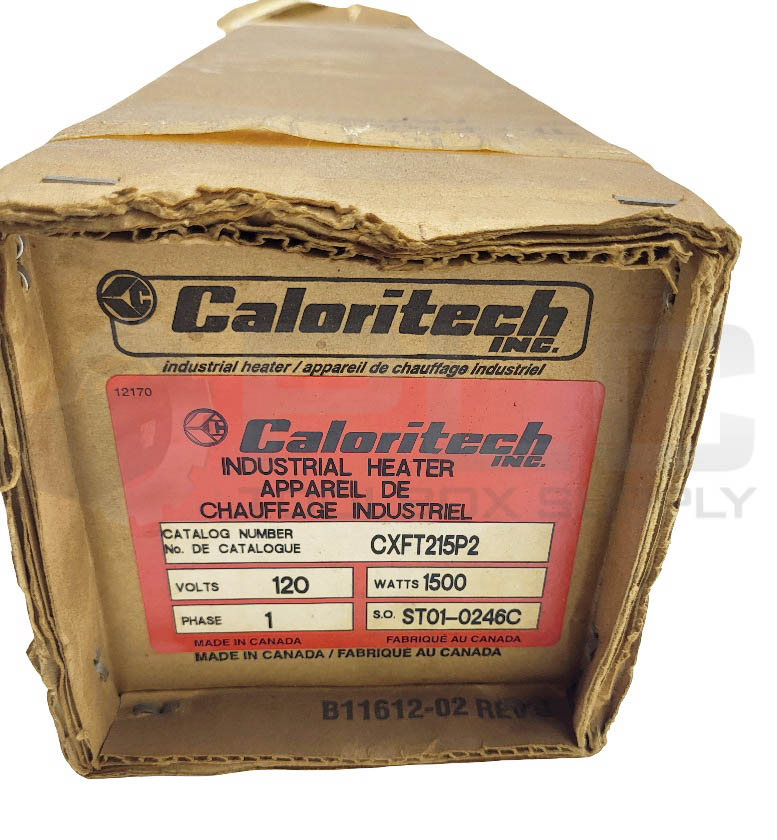 Caloritech
INC.
industrial heater / appareil de chauffage industriel
12170
Caloritech
INC.
INDUSTRIAL HEATER
APPAREIL DE
CHAUFFAGE INDUSTRIEL
CATALOG NUMBER
No. DE CATALOGUE
CXFT215P2
VOLTS 120
WATTS 1500
PHASE 1
S.O. ST01-0246C
MADE IN CANADA
FABRIQUÉ AU CANADA
MADE IN CANADA / FABRIQUÉ AU CANADA
B11612-02